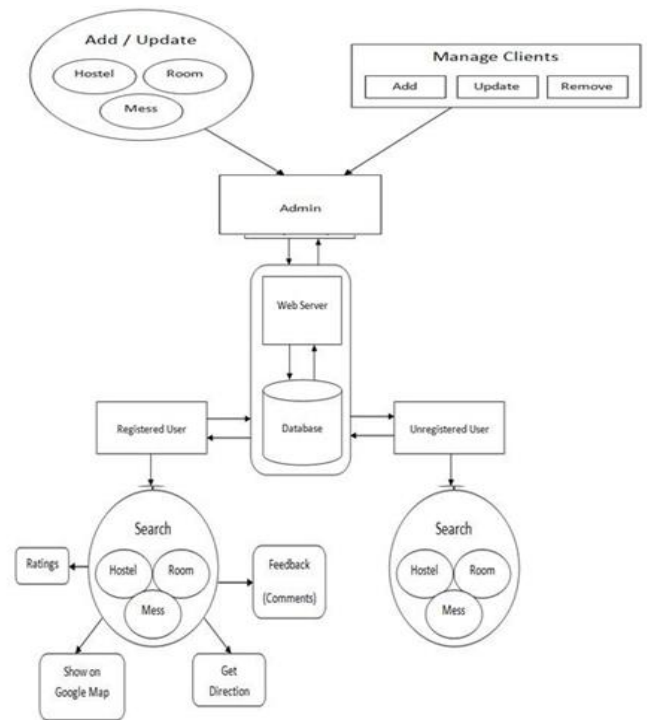 Add / Update
Hostel
Room
Mess
Manage Clients
Add
Update
Remove
Admin
Web Server
Database
Registered User
Unregistered User
Search
Hostel
Room
Mess
Ratings
Feedback
(Comments)
Show on
Google Map
Get
Direction
Search
Hostel
Room
Mess